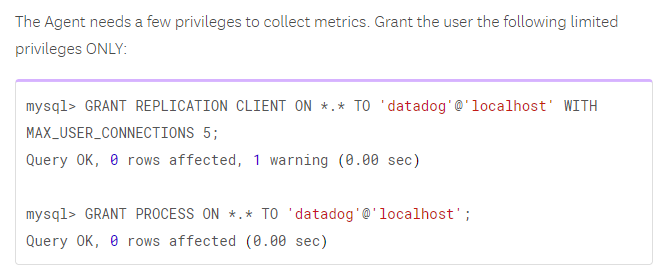 The Agent needs a few privileges to collect metrics. Grant the user the following limited
privileges ONLY:
mysql> GRANT REPLICATION CLIENT ON *.* TO 'datadog'@'localhost' WITH
MAX_USER_CONNECTIONS 5;
Query OK, 0 rows affected, 1 warning (0.00 sec)
mysql> GRANT PROCESS ON *.* TO 'datadog'@'localhost';
Query OK, 0 rows affected (0.00 sec)